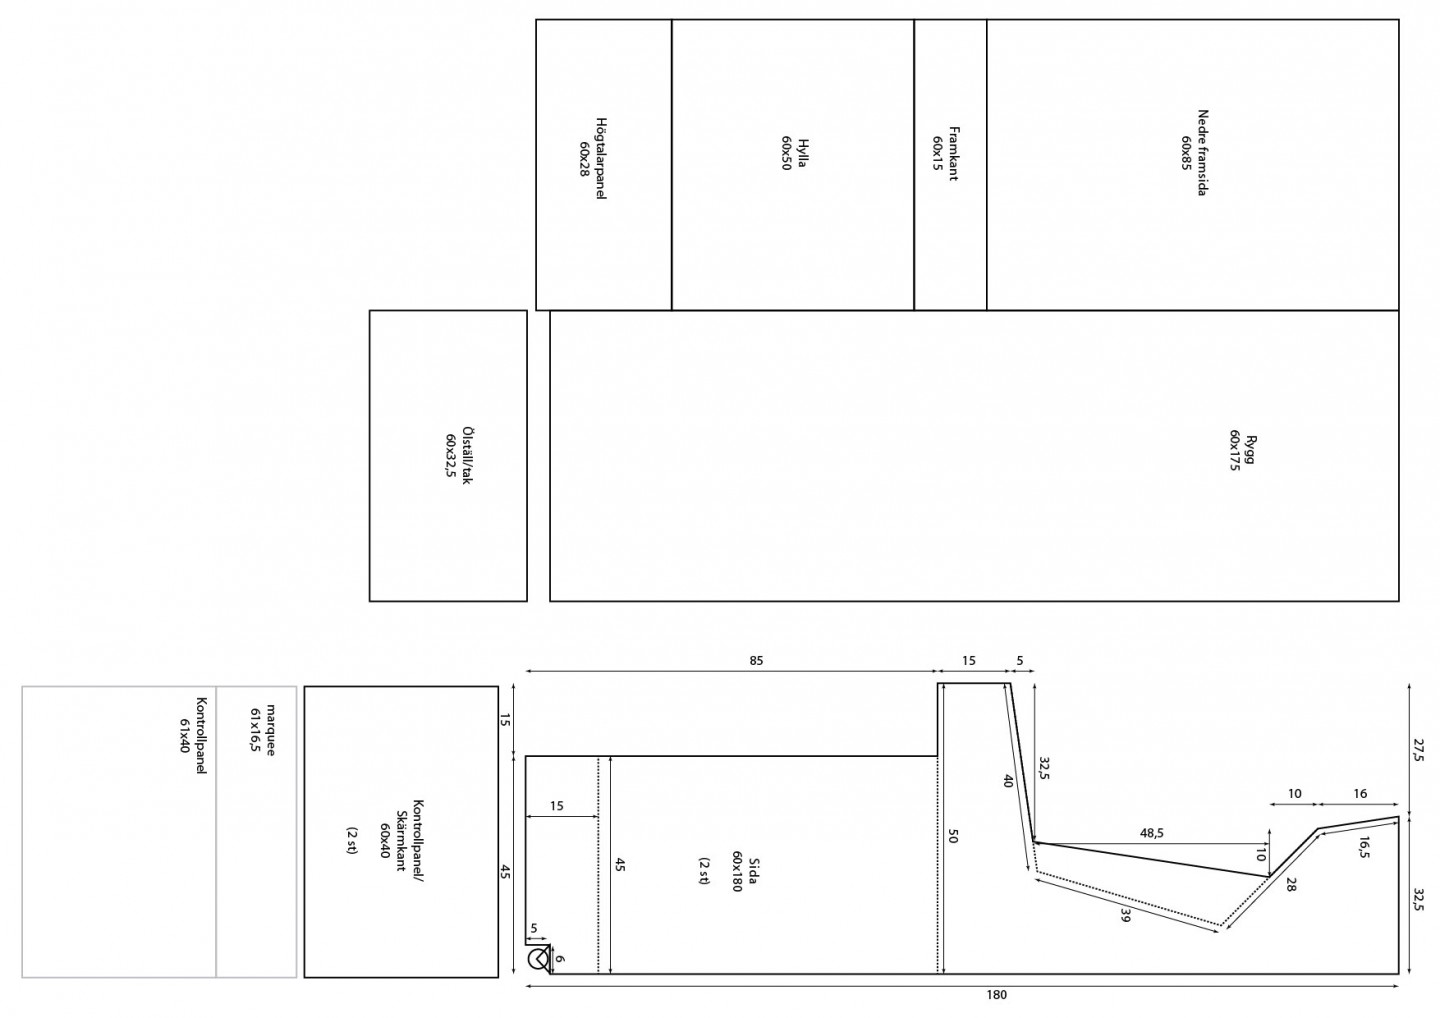 Högtalarpanel
60x28
Hylla
60x50
Framkant
60x15
Nedre framsida
60x85
Ölställ/tak
60x32,5
Rygg
60x175
Kontrollpanel
61x40
marquee
61x16,5
Kontrollpanel/
Skärmkant
60x40
(2 st)
85
15
5
15
45
15
45
5
6
Sida
60x180
(2 st)
50
40
32,5
48,5
10
10
16
16,5
28
39
27,5
32,5
180